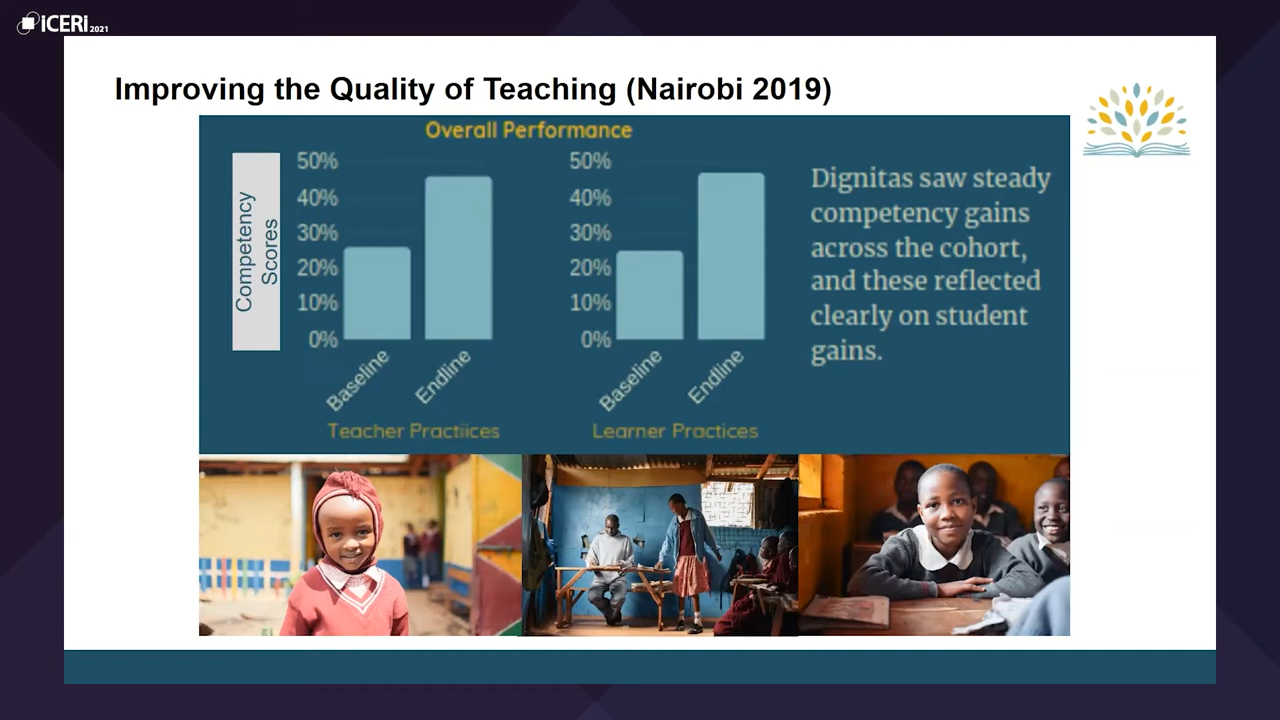 iCERi 2021
Improving the Quality of Teaching (Nairobi 2019)
Overall Performance
Competency
Scores
50%
40%
30%
20%
10%
0%
Baseline
Endline
Teacher Practiices
50%
40%
30%
20%
10%
0%
Baseline
Endline
Learner Practices
Dignitas saw steady
competency gains
across the cohort,
and these reflected
clearly on student
gains.